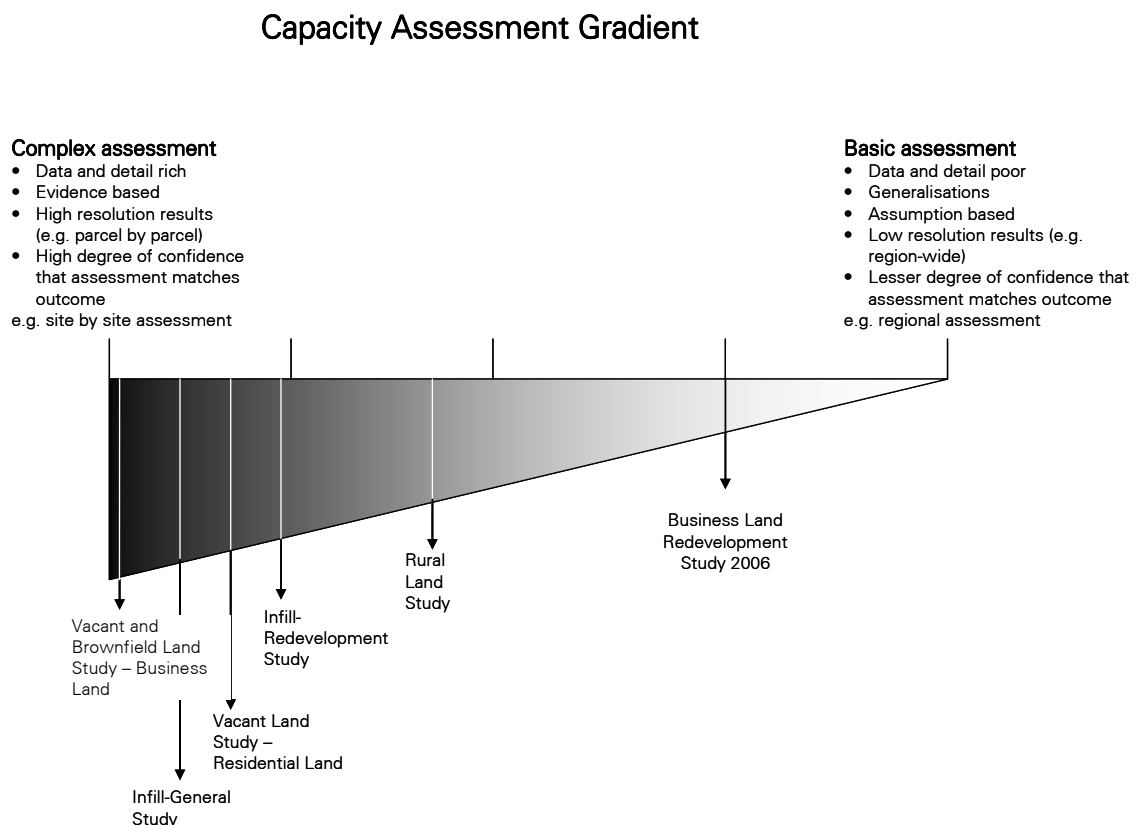 Capacity Assessment Gradient
Complex assessment
• Data and detail rich
• Evidence based
• High resolution results
(e.g. parcel by parcel)
• High degree of confidence
that assessment matches
outcome
e.g. site by site assessment
Basic assessment
• Data and detail poor
• Generalisations
• Assumption based
• Low resolution results (e.g.
region-wide)
• Lesser degree of confidence that
assessment matches outcome
e.g. regional assessment
Vacant and
Brownfield Land
Study – Business
Land
Infill-General
Study
Vacant Land
Study –
Residential Land
Infill-
Redevelopment
Study
Rural
Land
Study
Business Land
Redevelopment
Study 2006